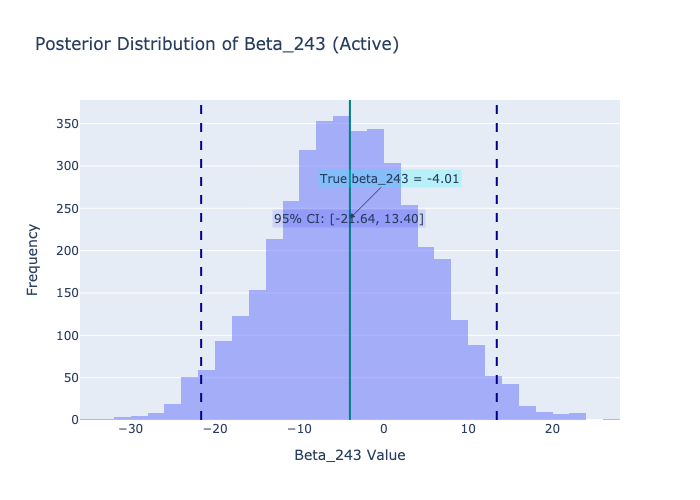 Posterior Distribution of Beta_243 (Active)
350
300
250
200
150
100
50
0
Frequency
True beta_243 = -4.01
95% CI: [-21.64, 13.40]
−30
−20
−10
0
10
20
Beta_243 Value